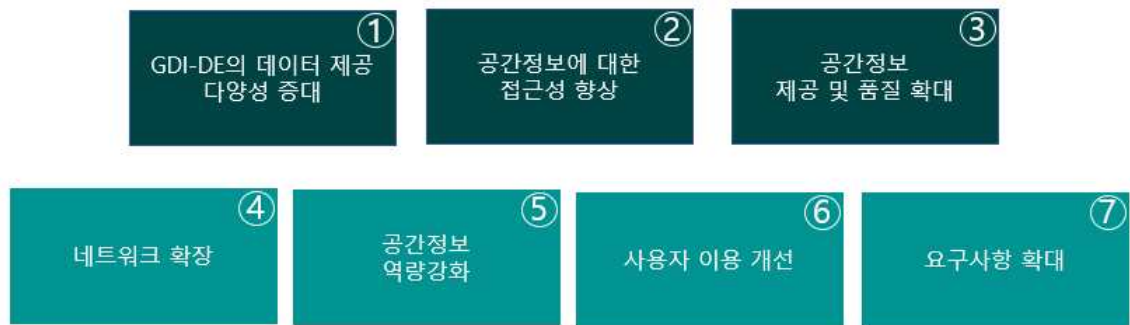 ①
GDI-DE의 데이터 제공
다양성 증대
②
공간정보에 대한
접근성 향상
③
공간정보
제공 및 품질 확대
④
네트워크 확장
⑤
공간정보
역량강화
⑥
사용자 이용 개선
⑦
요구사항 확대